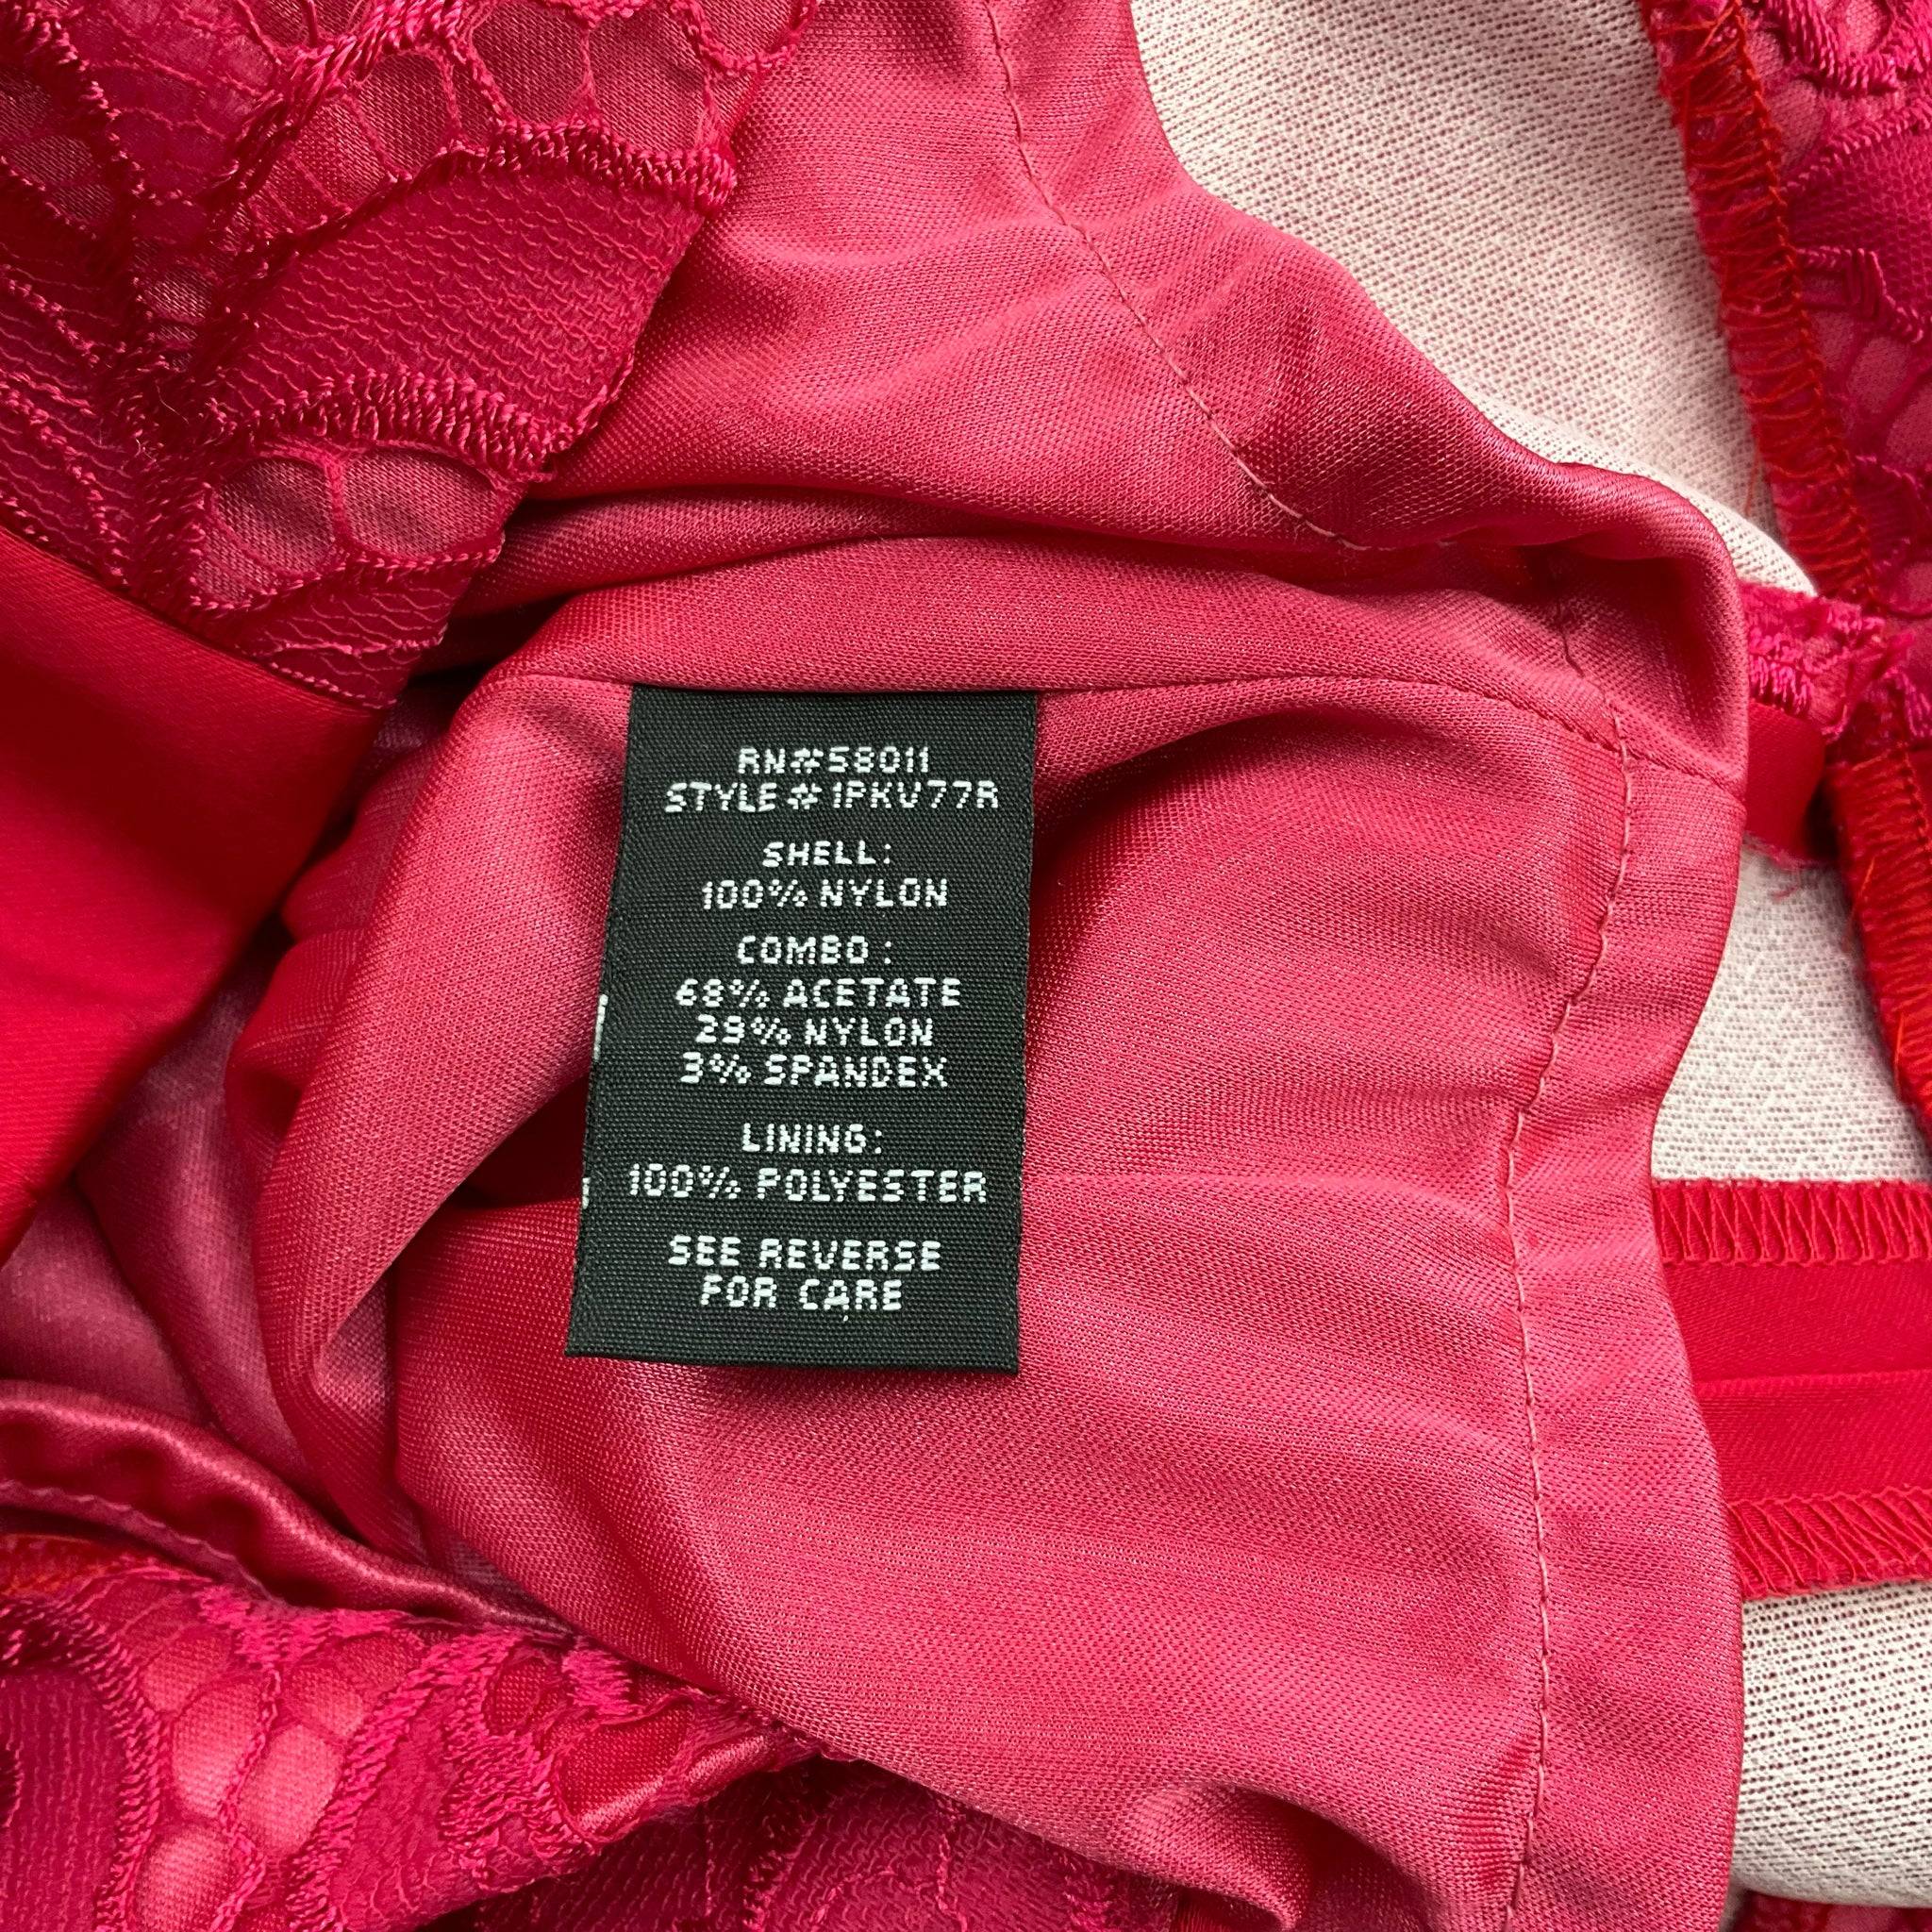 RN#58011
STYLE#1PKV77R
SHELL:
100% NYLON
COMBO:
68% ACETATE
29% NYLON
3% SPANDEX
LINING:
100% POLYESTER
SEE REVERSE
FOR CARE